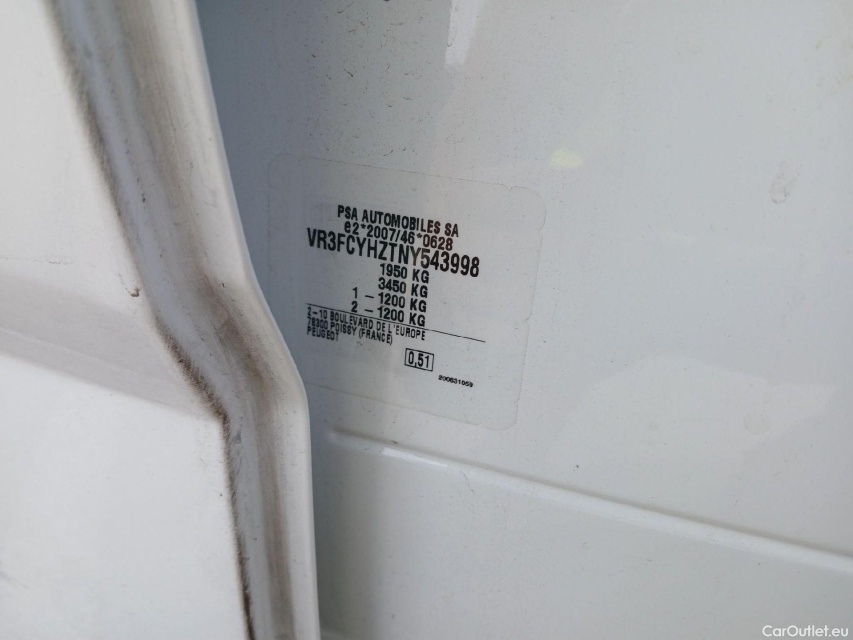 PSA AUTOMOBILES SA
e2*2007/46*0628
VR3FCYHZTNY543998
1950 KG
3450 KG
1 - 1200 KG
2 - 1200 KG
2-10 BOULEVARD DE L'EUROPE
78300 POISSY (FRANCE)
PEUGEOT
0,51
200831059
CarOutlet.eu